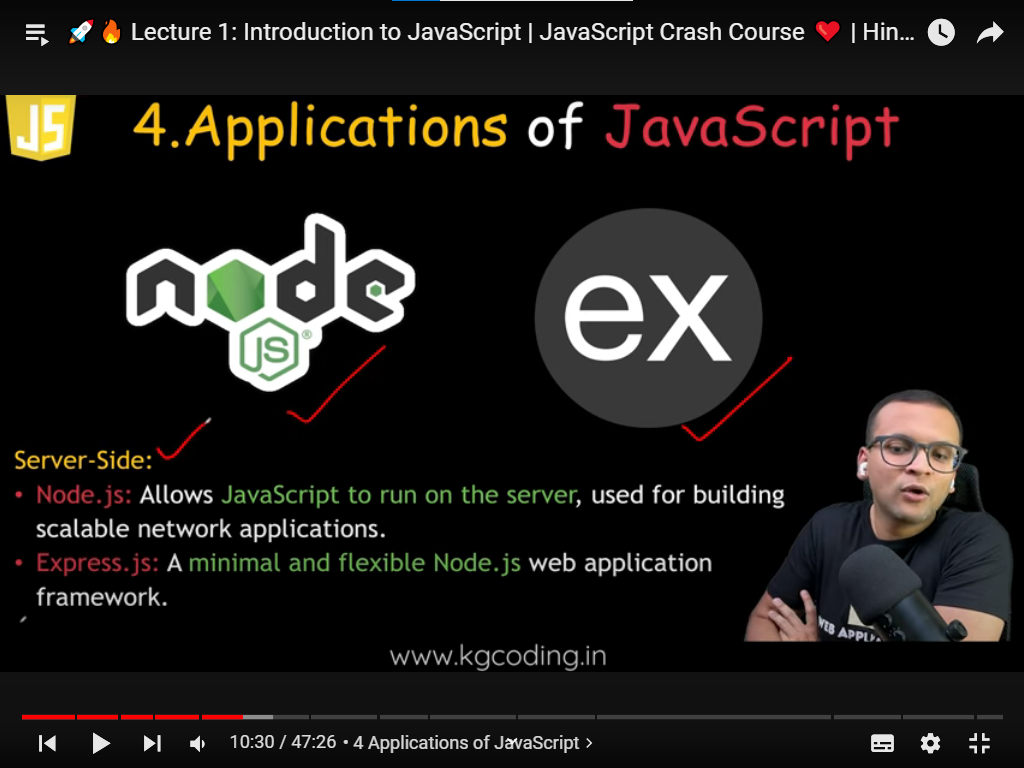 🚀🔥 Lecture 1: Introduction to JavaScript | JavaScript Crash Course ❤️ | Hin...
JS
4.Applications of JavaScript
node
JS®
ex
Server-Side:
• Node.js: Allows JavaScript to run on the server, used for building
scalable network applications.
• Express.js: A minimal and flexible Node.js web application
framework.
WEB APPLI
www.kgcoding.in
10:30 / 47:26 • 4 Applications of JavaScript >